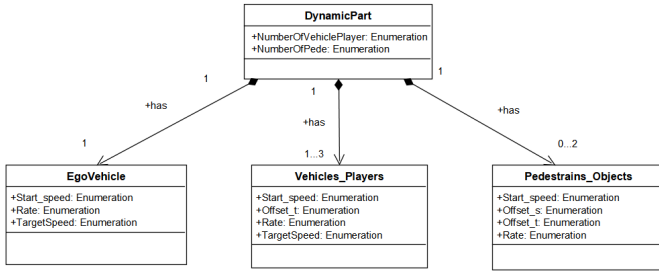 DynamicPart
+NumberOfVehiclePlayer: Enumeration
+NumberOfPede: Enumeration
1
1
1
+has
+has
+has
1
1...3
0...2
EgoVehicle
+Start_speed: Enumeration
+Rate: Enumeration
+TargetSpeed: Enumeration
Vehicles_Players
+Start_speed: Enumeration
+Offset_t: Enumeration
+Rate: Enumeration
+TargetSpeed: Enumeration
Pedestrains_Objects
+Start_speed: Enumeration
+Offset_s: Enumeration
+Offset_t: Enumeration
+Rate: Enumeration